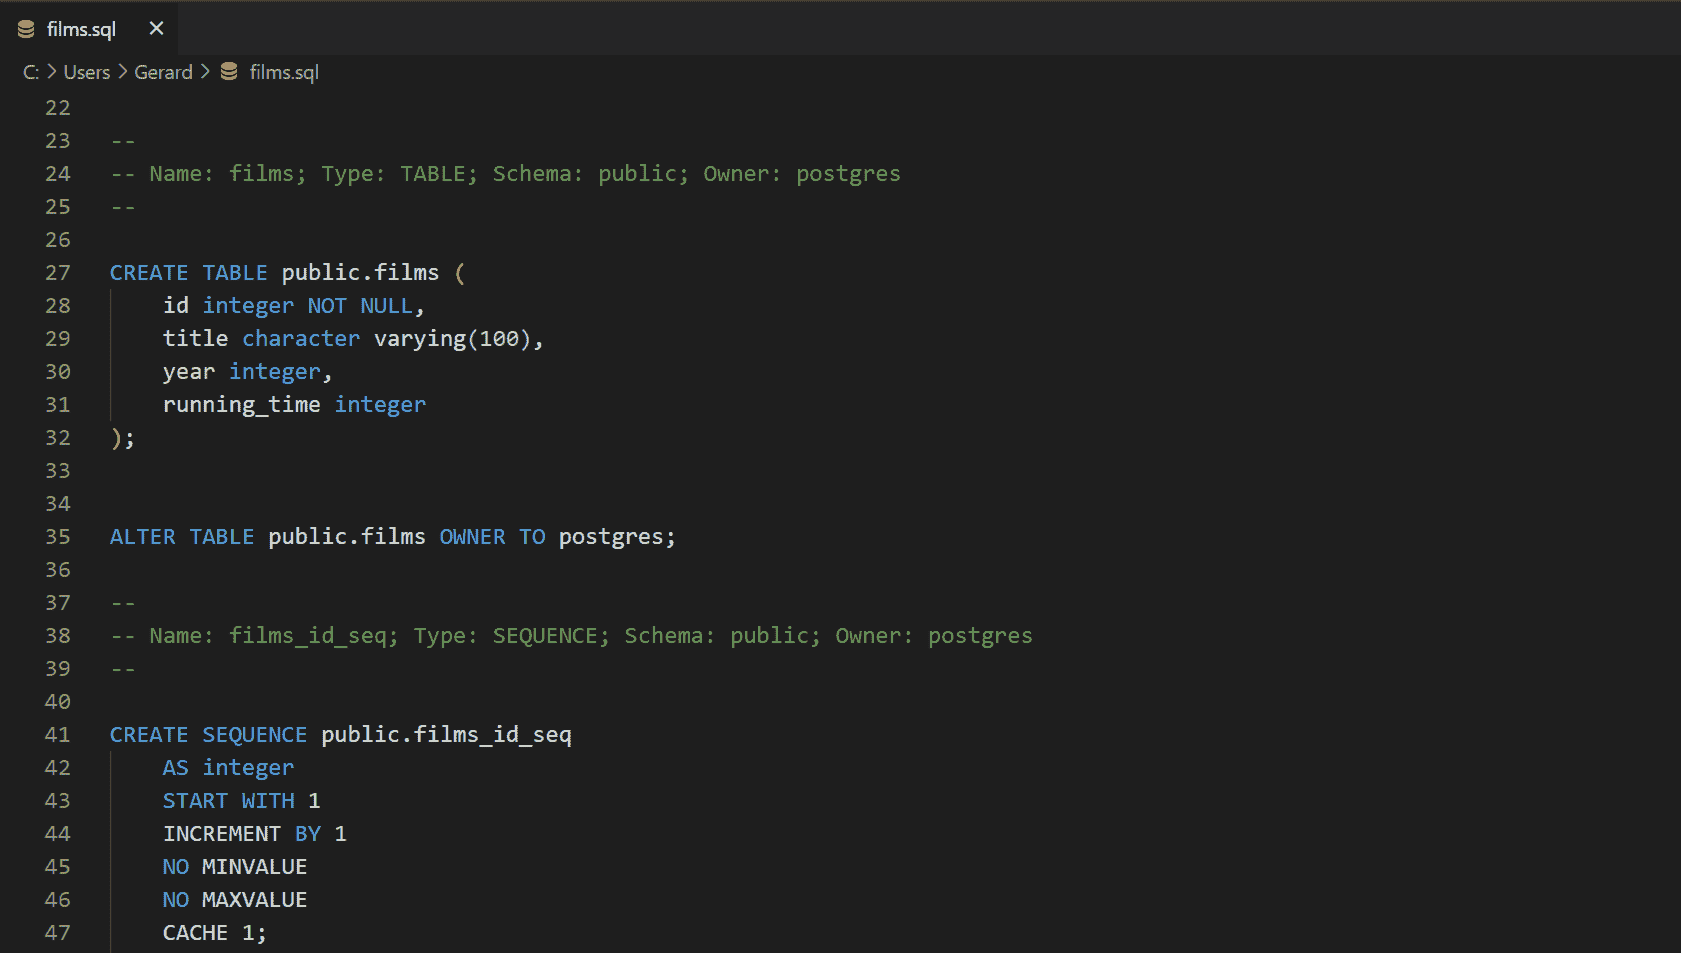 films.sql
C: > Users > Gerard > films.sql
22
23 --
24 -- Name: films; Type: TABLE; Schema: public; Owner: postgres
25 --
26
27 CREATE TABLE public.films (
28     id integer NOT NULL,
29     title character varying(100),
30     year integer,
31     running_time integer
32 );
33
34
35 ALTER TABLE public.films OWNER TO postgres;
36
37 --
38 -- Name: films_id_seq; Type: SEQUENCE; Schema: public; Owner: postgres
39 --
40
41 CREATE SEQUENCE public.films_id_seq
42     AS integer
43     START WITH 1
44     INCREMENT BY 1
45     NO MINVALUE
46     NO MAXVALUE
47     CACHE 1;